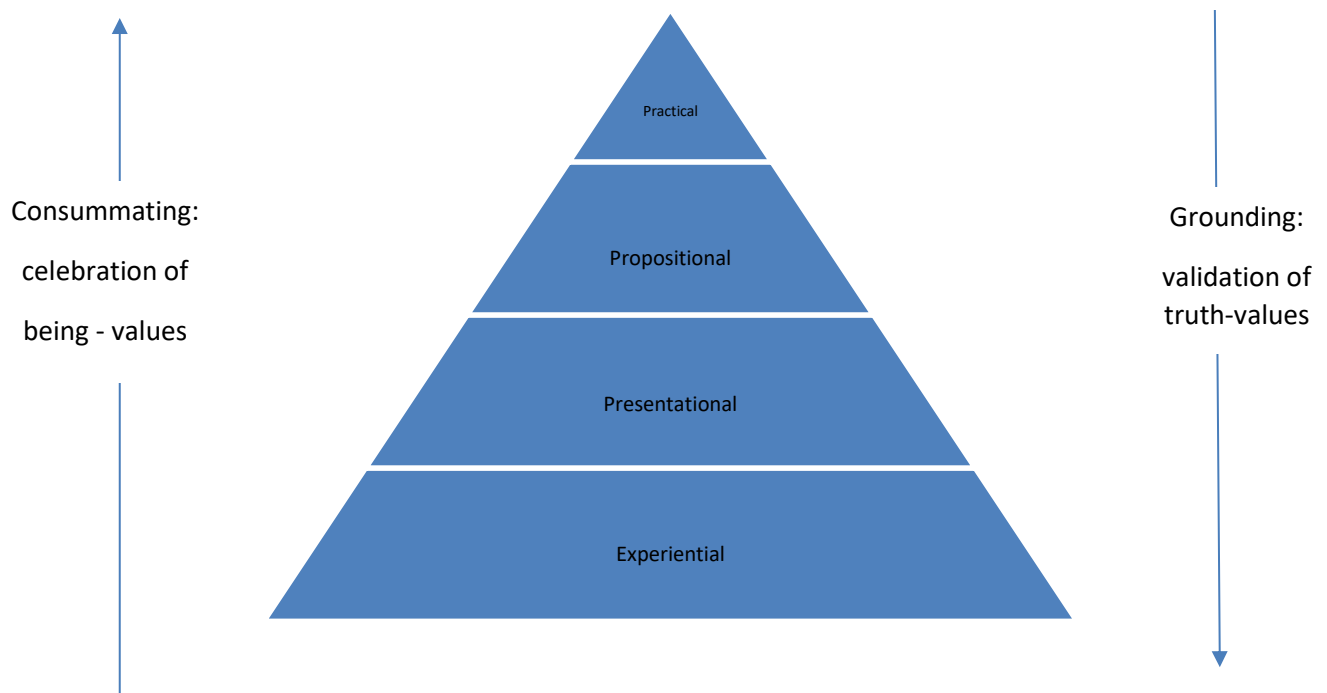 Practical
Consummating:
celebration of
being - values
Propositional
Presentational
Experiential
Grounding:
validation of
truth-values